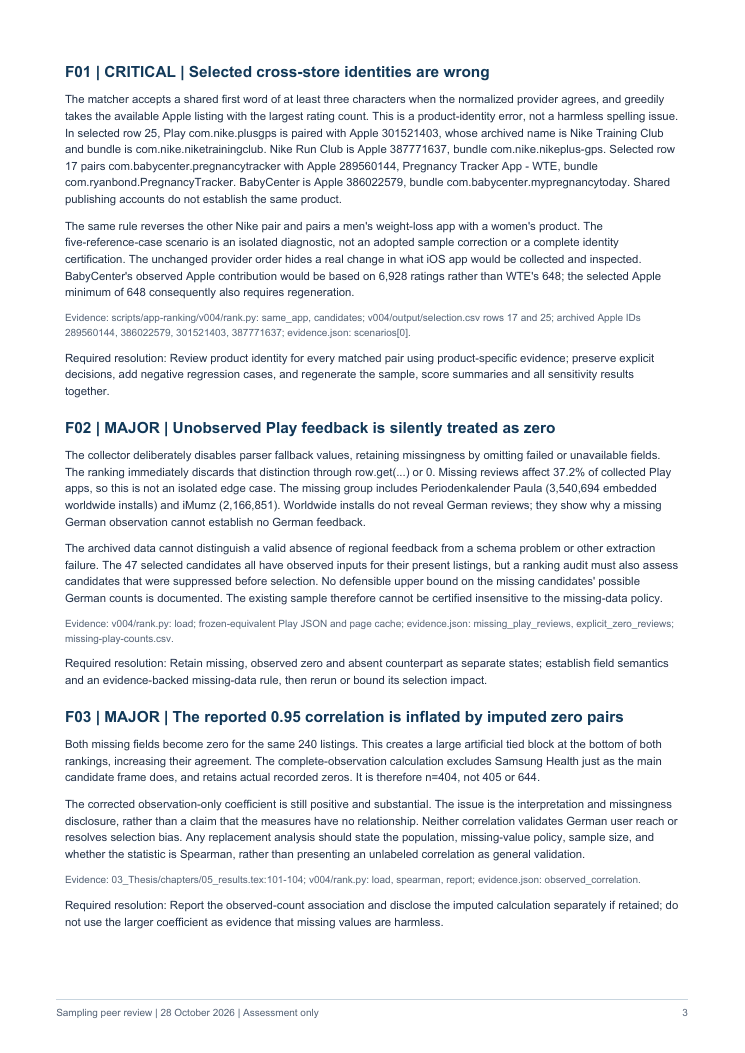 F01 | CRITICAL | Selected cross-store identities are wrong
The matcher accepts a shared first word of at least three characters when the normalized provider agrees, and greedily
takes the available Apple listing with the largest rating count. This is a product-identity error, not a harmless spelling issue.
In selected row 25, Play com.nike.plusgps is paired with Apple 301521403, whose archived name is Nike Training Club
and bundle is com.nike.niketrainingclub. Nike Run Club is Apple 387771637, bundle com.nike.nikeplus-gps. Selected row
17 pairs com.babycenter.pregnancytracker with Apple 289560144, Pregnancy Tracker App - WTE, bundle
com.ryanbond.PregnancyTracker. BabyCenter is Apple 386022579, bundle com.babycenter.mypregnancytoday. Shared
publishing accounts do not establish the same product.
The same rule reverses the other Nike pair and pairs a men's weight-loss app with a women's product. The
five-reference-case scenario is an isolated diagnostic, not an adopted sample correction or a complete identity
certification. The unchanged provider order hides a real change in what iOS app would be collected and inspected.
BabyCenter's observed Apple contribution would be based on 6,928 ratings rather than WTE's 648; the selected Apple
minimum of 648 consequently also requires regeneration.
Evidence: scripts/app-ranking/v004/rank.py: same_app, candidates; v004/output/selection.csv rows 17 and 25; archived Apple IDs
289560144, 386022579, 301521403, 387771637; evidence.json: scenarios[0].
Required resolution: Review product identity for every matched pair using product-specific evidence; preserve explicit
decisions, add negative regression cases, and regenerate the sample, score summaries and all sensitivity results
together.
F02 | MAJOR | Unobserved Play feedback is silently treated as zero
The collector deliberately disables parser fallback values, retaining missingness by omitting failed or unavailable fields.
The ranking immediately discards that distinction through row.get(...) or 0. Missing reviews affect 37.2% of collected Play
apps, so this is not an isolated edge case. The missing group includes Periodenkalender Paula (3,540,694 embedded
worldwide installs) and iMumz (2,166,851). Worldwide installs do not reveal German reviews; they show why a missing
German observation cannot establish no German feedback.
The archived data cannot distinguish a valid absence of regional feedback from a schema problem or other extraction
failure. The 47 selected candidates all have observed inputs for their present listings, but a ranking audit must also assess
candidates that were suppressed before selection. No defensible upper bound on the missing candidates' possible
German counts is documented. The existing sample therefore cannot be certified insensitive to the missing-data policy.
Evidence: v004/rank.py: load; frozen-equivalent Play JSON and page cache; evidence.json: missing_play_reviews, explicit_zero_reviews;
missing-play-counts.csv.
Required resolution: Retain missing, observed zero and absent counterpart as separate states; establish field semantics
and an evidence-backed missing-data rule, then rerun or bound its selection impact.
F03 | MAJOR | The reported 0.95 correlation is inflated by imputed zero pairs
Both missing fields become zero for the same 240 listings. This creates a large artificial tied block at the bottom of both
rankings, increasing their agreement. The complete-observation calculation excludes Samsung Health just as the main
candidate frame does, and retains actual recorded zeros. It is therefore n=404, not 405 or 644.
The corrected observation-only coefficient is still positive and substantial. The issue is the interpretation and missingness
disclosure, rather than a claim that the measures have no relationship. Neither correlation validates German user reach or
resolves selection bias. Any replacement analysis should state the population, missing-value policy, sample size, and
whether the statistic is Spearman, rather than presenting an unlabeled correlation as general validation.
Evidence: 03_Thesis/chapters/05_results.tex:101-104; v004/rank.py: load, spearman, report; evidence.json: observed_correlation.
Required resolution: Report the observed-count association and disclose the imputed calculation separately if retained; do
not use the larger coefficient as evidence that missing values are harmless.
Sampling peer review | 28 October 2026 | Assessment only
3